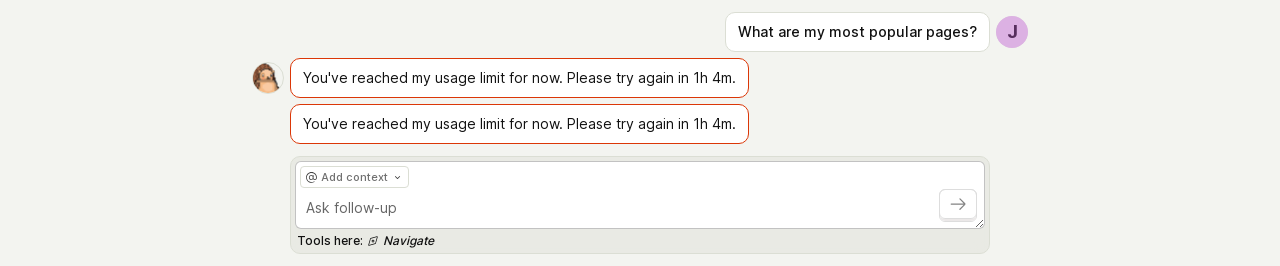 What are my most popular pages?
J
You've reached my usage limit for now. Please try again in 1h 4m.
You've reached my usage limit for now. Please try again in 1h 4m.
@ Add context
Ask follow-up
Tools here: Navigate